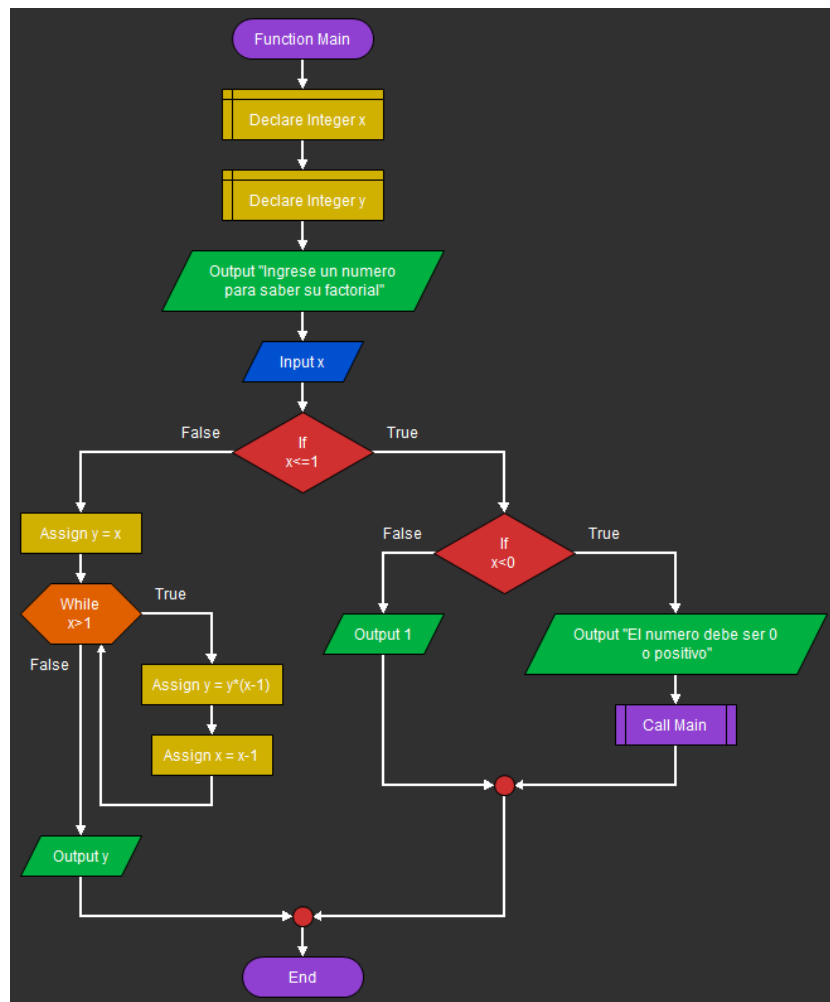 Function Main
Declare Integer x
Declare Integer y
Output "Ingrese un numero
para saber su factorial"
Input x
False
True
If
x<=1
Assign y = x
False
True
If
x<0
While
x>1
True
False
Output 1
Output "El numero debe ser 0
o positivo"
Assign y = y*(x-1)
Call Main
Assign x = x-1
Output y
End